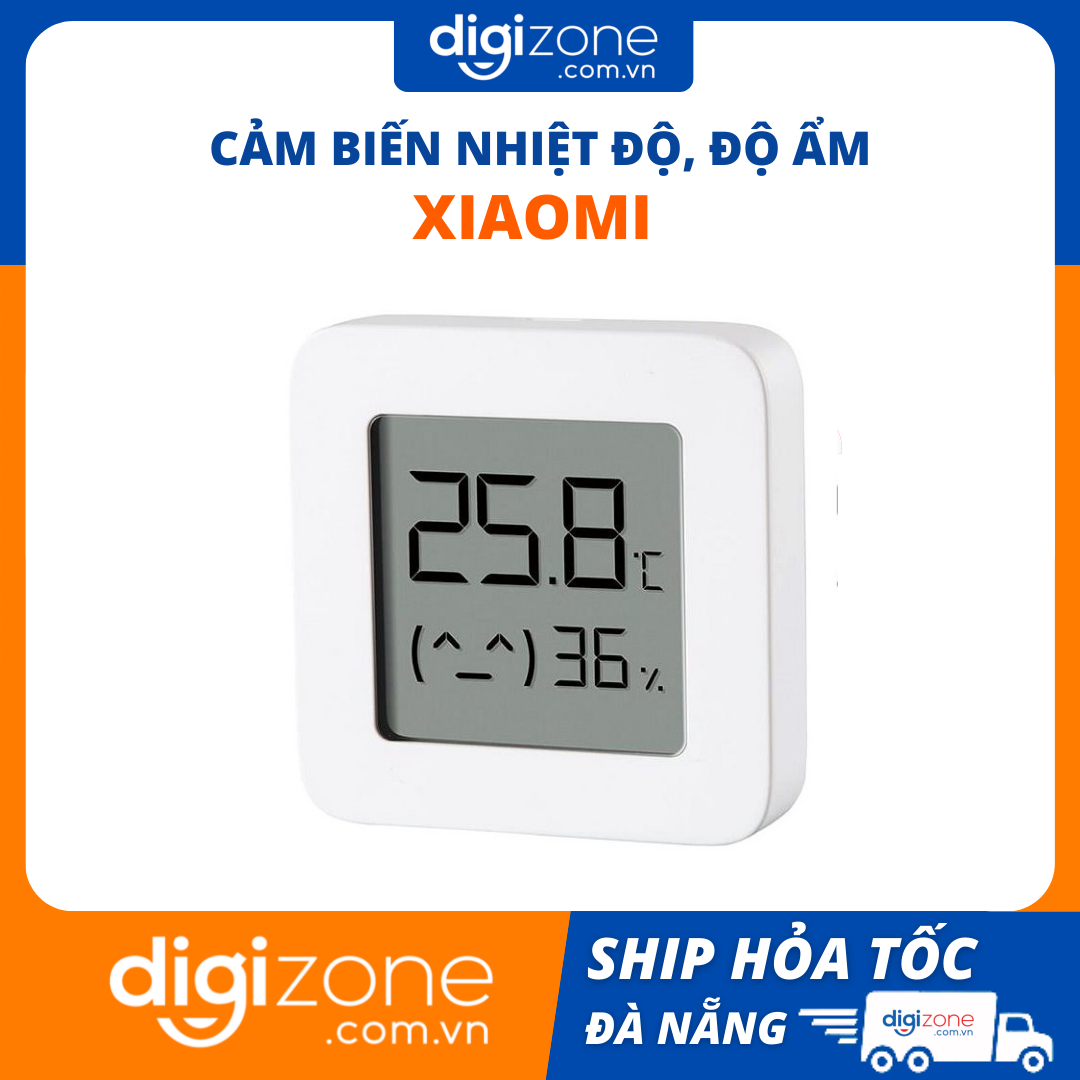 digizone
.com.vn
CẢM BIẾN NHIỆT ĐỘ, ĐỘ ẨM
XIAOMI
25.8 °C
(^_^) 36 %
digizone
.com.vn
SHIP HỎA TỐC
ĐÀ NẴNG
digizone
.com.vn